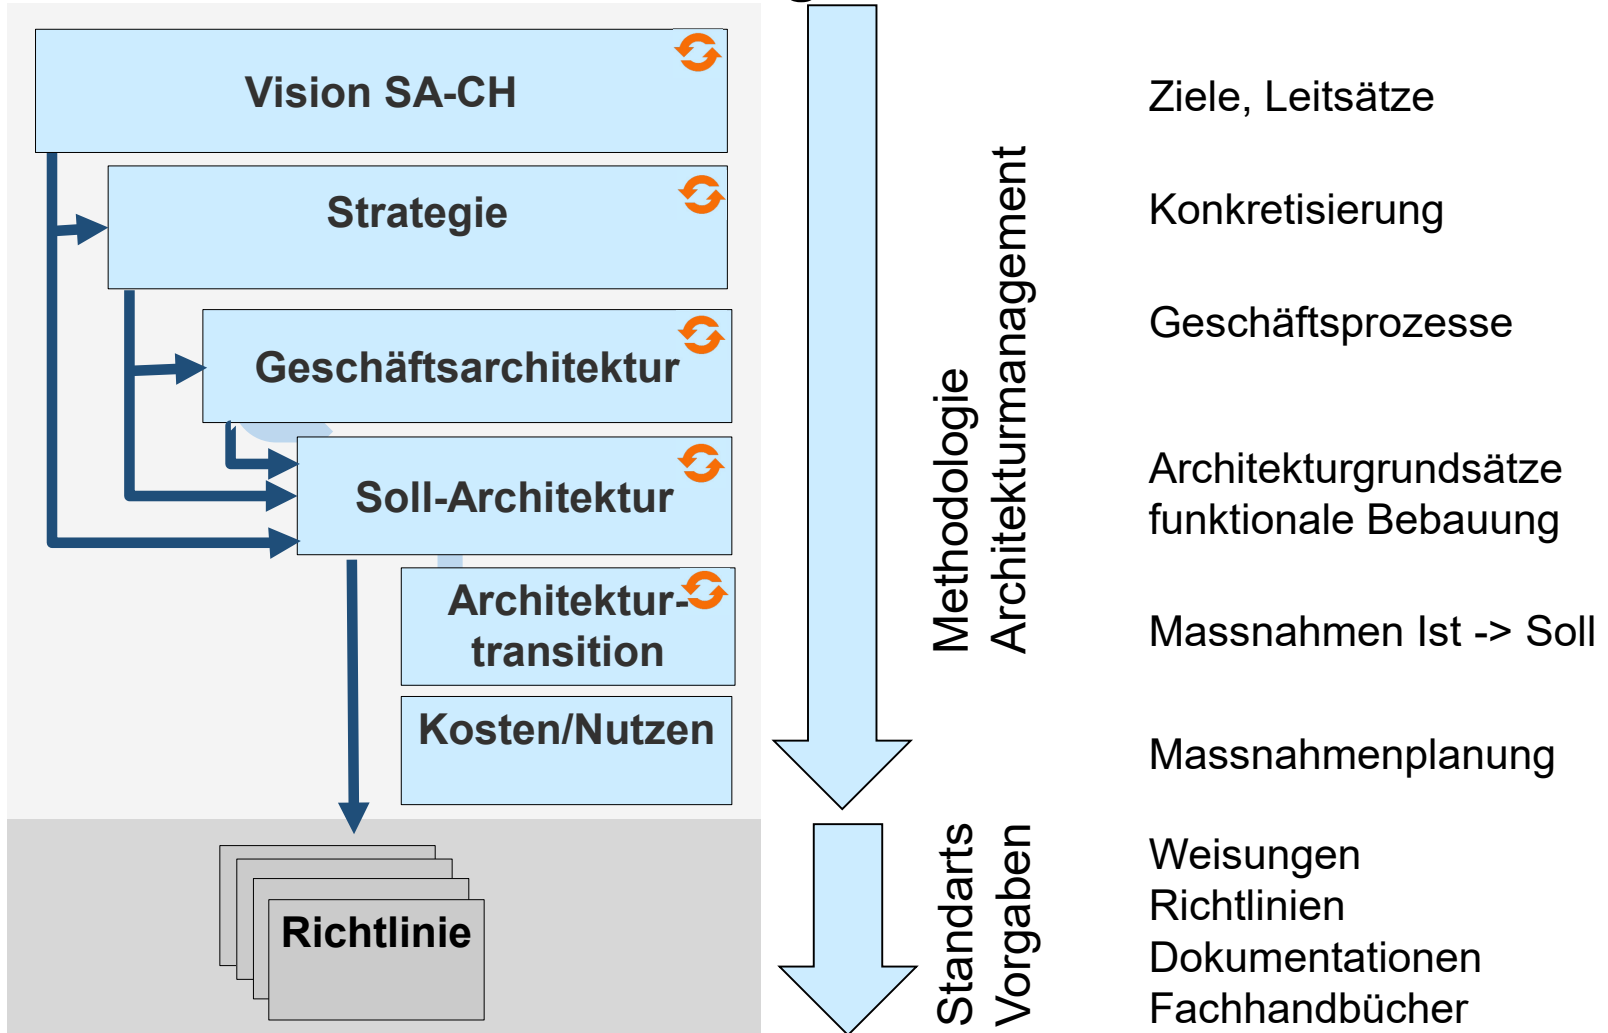 Vision SA-CH
Strategie
Geschäftsarchitektur
Soll-Architektur
Architektur-
transition
Kosten/Nutzen
Richtlinie
Methodologie
Architekturmanagement
Standarts
Vorgaben
Ziele, Leitsätze
Konkretisierung
Geschäftsprozesse
Architekturgrundsätze
funktionale Bebauung
Massnahmen Ist -> Soll
Massnahmenplanung
Weisungen
Richtlinien
Dokumentationen
Fachhandbücher